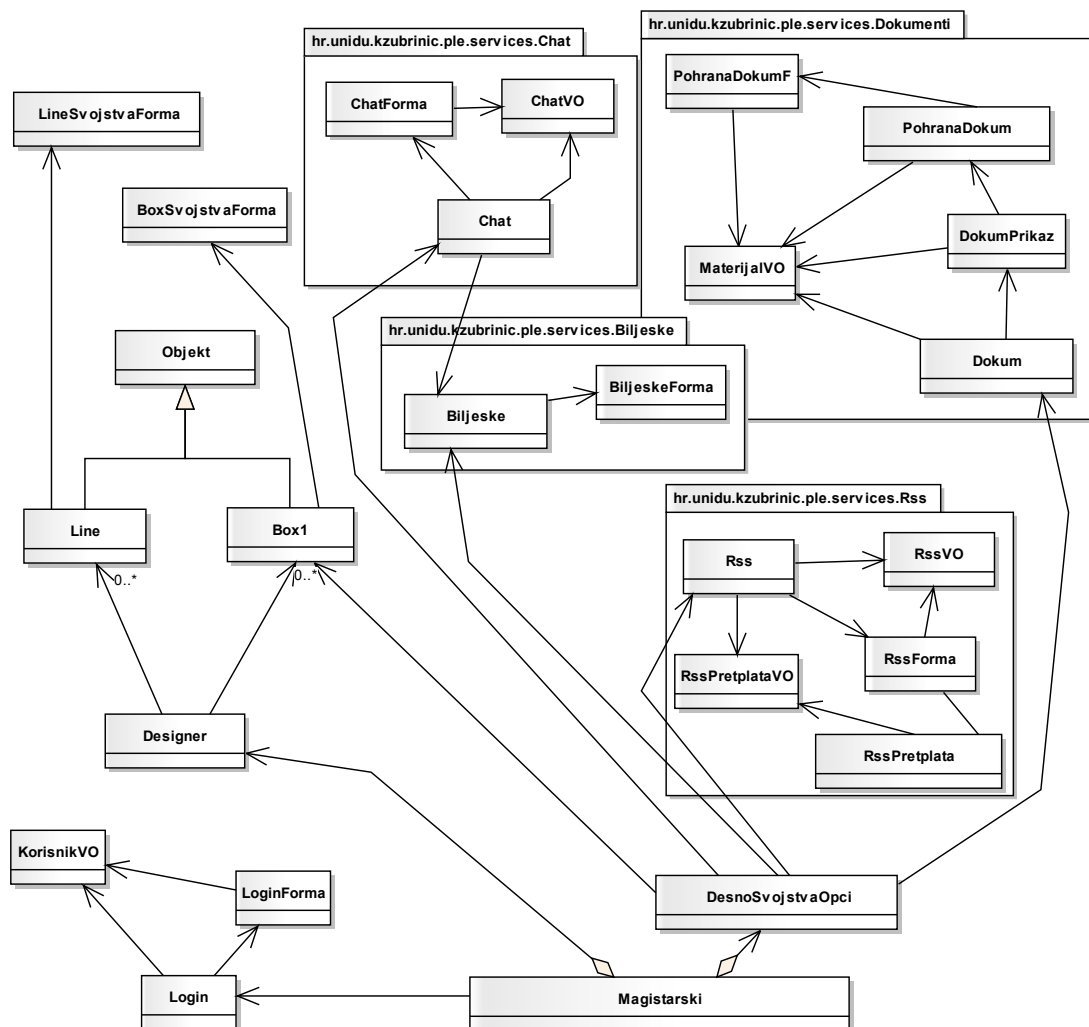 hr.unidu.kzubrinic.ple.services.Dokumenti
hr.unidu.kzubrinic.ple.services.Chat
PohranaDokumF
ChatForma
ChatVO
LineSvojstvaForma
PohranaDokum
BoxSvojstvaForma
Chat
DokumPrikaz
MaterijalVO
hr.unidu.kzubrinic.ple.services.Biljeske
Objekt
Dokum
BiljeskeForma
Biljeske
hr.unidu.kzubrinic.ple.services.Rss
Line
Box1
Rss
RssVO
0..*
0..*
RssForma
RssPretplataVO
Designer
RssPretplata
KorisnikVO
LoginForma
DesnoSvojstvaOpci
Login
Magistarski